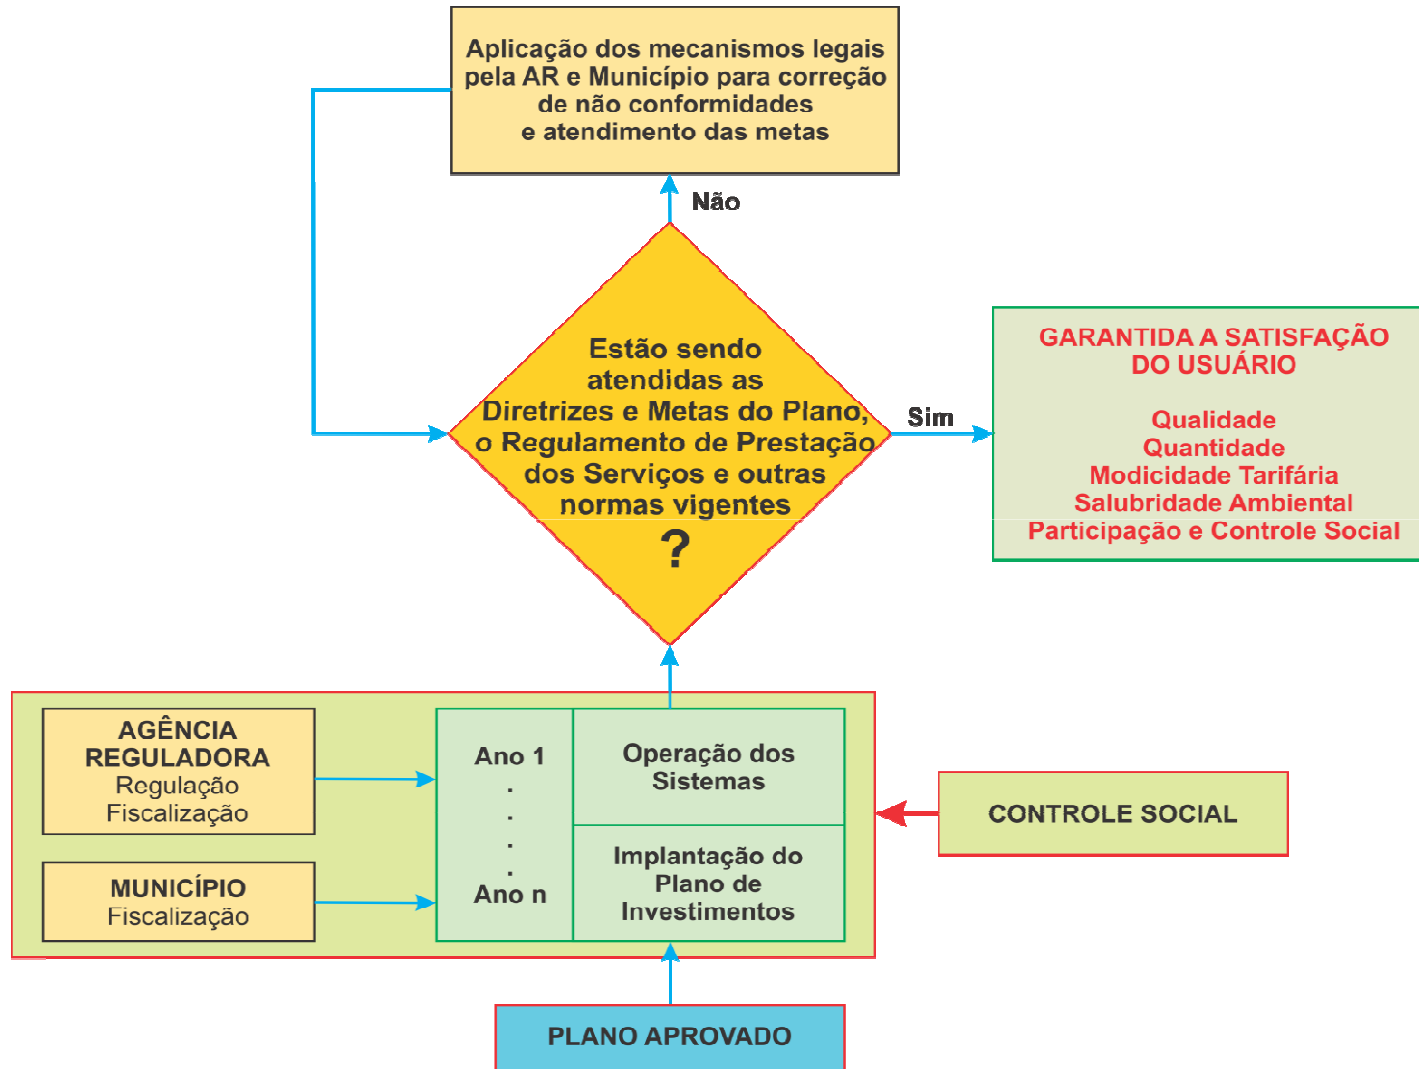 Aplicação dos mecanismos legais
pela AR e Município para correção
de não conformidades
e atendimento das metas
Não
Estão sendo
atendidas as
Diretrizes e Metas do Plano,
o Regulamento de Prestação
dos Serviços e outras
normas vigentes
?
Sim
GARANTIDA A SATISFAÇÃO
DO USUÁRIO
Qualidade
Quantidade
Modicidade Tarifária
Salubridade Ambiental
Participação e Controle Social
AGÊNCIA
REGULADORA
Regulação
Fiscalização
MUNICÍPIO
Fiscalização
Ano 1
.
.
.
.
Ano n
Operação dos
Sistemas
Implantação do
Plano de
Investimentos
CONTROLE SOCIAL
PLANO APROVADO